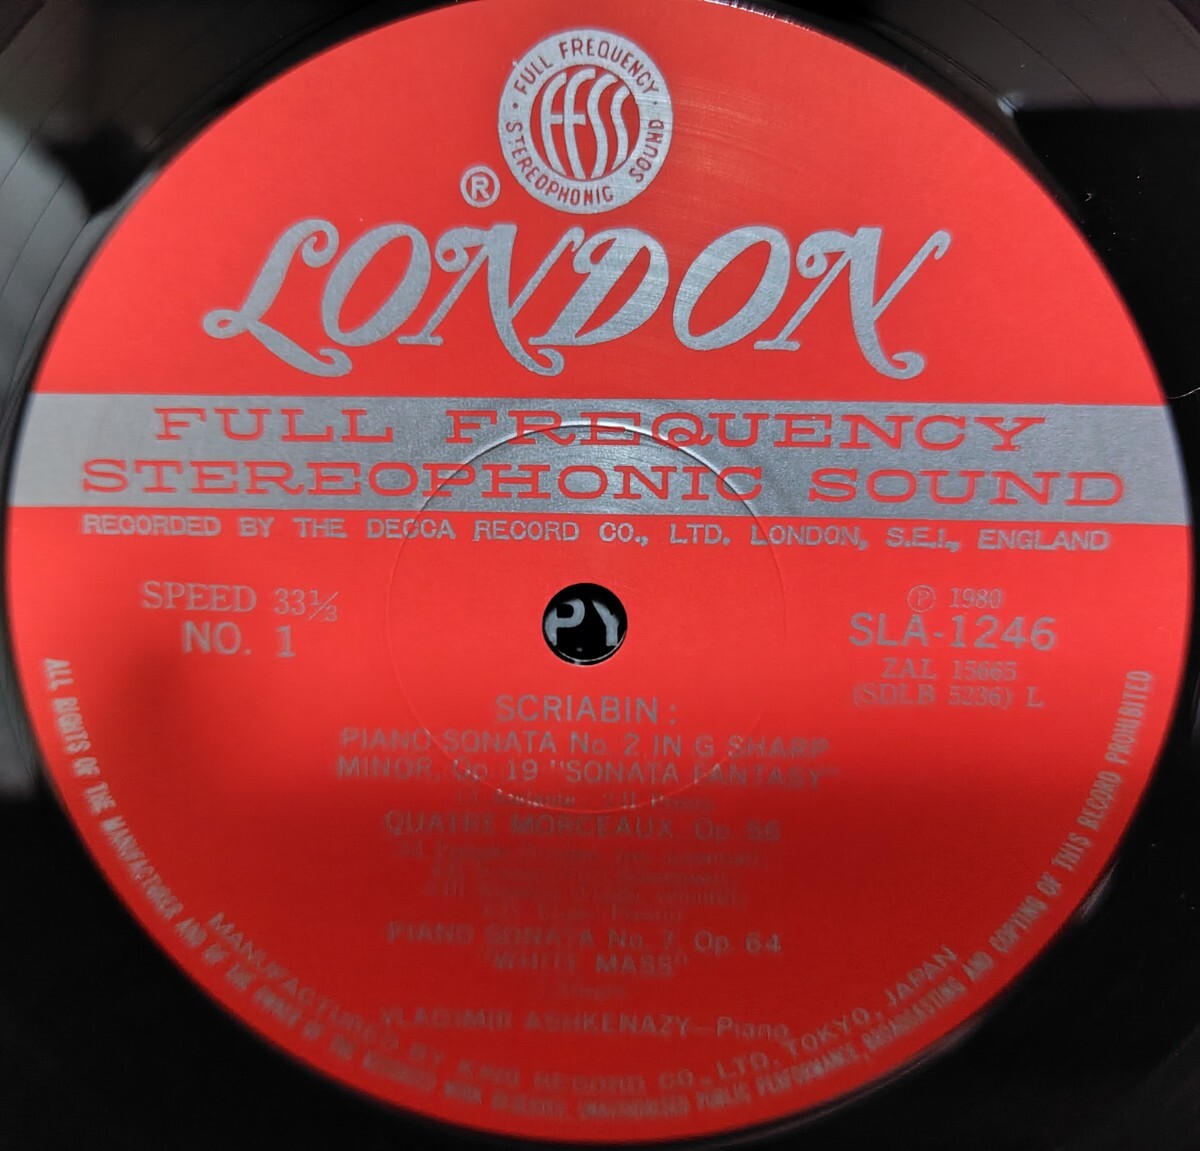 FULL FREQUENCY
STEREOPHONIC SOUND
FFSS
®
LONDON
FULL FREQUENCY
STEREOPHONIC SOUND
RECORDED BY THE DECCA RECORD CO., LTD. LONDON, S.E.I., ENGLAND
SPEED 33⅓
NO. 1
Ⓟ 1980
SLA-1246
ZAL 15665
(SDLB 5236) L
PY
SCRIABIN:
PIANO SONATA No. 2 IN G SHARP
MINOR, Op. 19 "SONATA FANTASY"
QUATRE MORCEAUX, Op. 56
PIANO SONATA No. 7, Op. 64
"WHITE MASS"
VLADIMIR ASHKENAZY—Piano
MANUFACTURED BY KING RECORD CO., LTD, TOKYO, JAPAN
ALL RIGHTS OF THE MANUFACTURER AND OF THE OWNER OF THE RECORDED WORK RESERVED. UNAUTHORISED PUBLIC PERFORMANCE, BROADCASTING AND COPYING OF THIS RECORD PROHIBITED